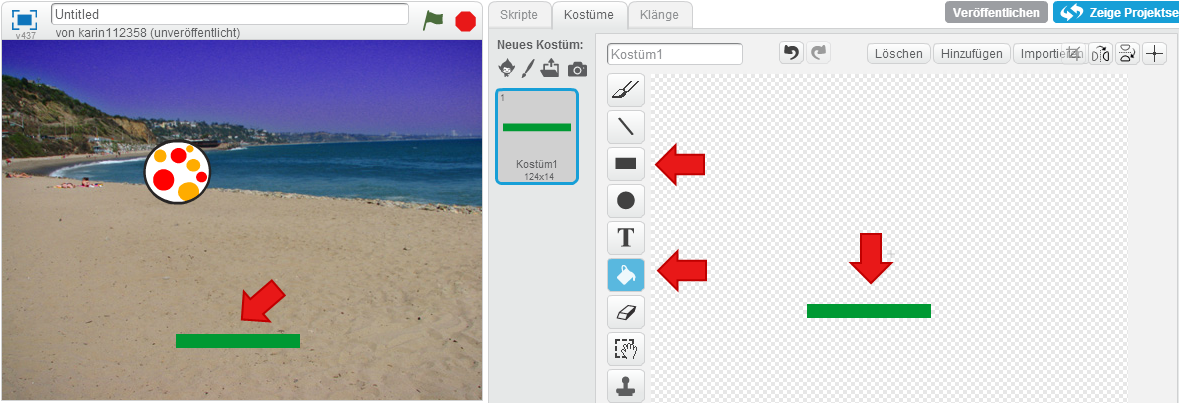 Untitled
von karin112358 (unveröffentlicht)
v437
Skripte
Kostüme
Klänge
Veröffentlichen
Zeige Projektse
Neues Kostüm:
1
Kostüm1
124x14
Kostüm1
Löschen
Hinzufügen
Importieren
T